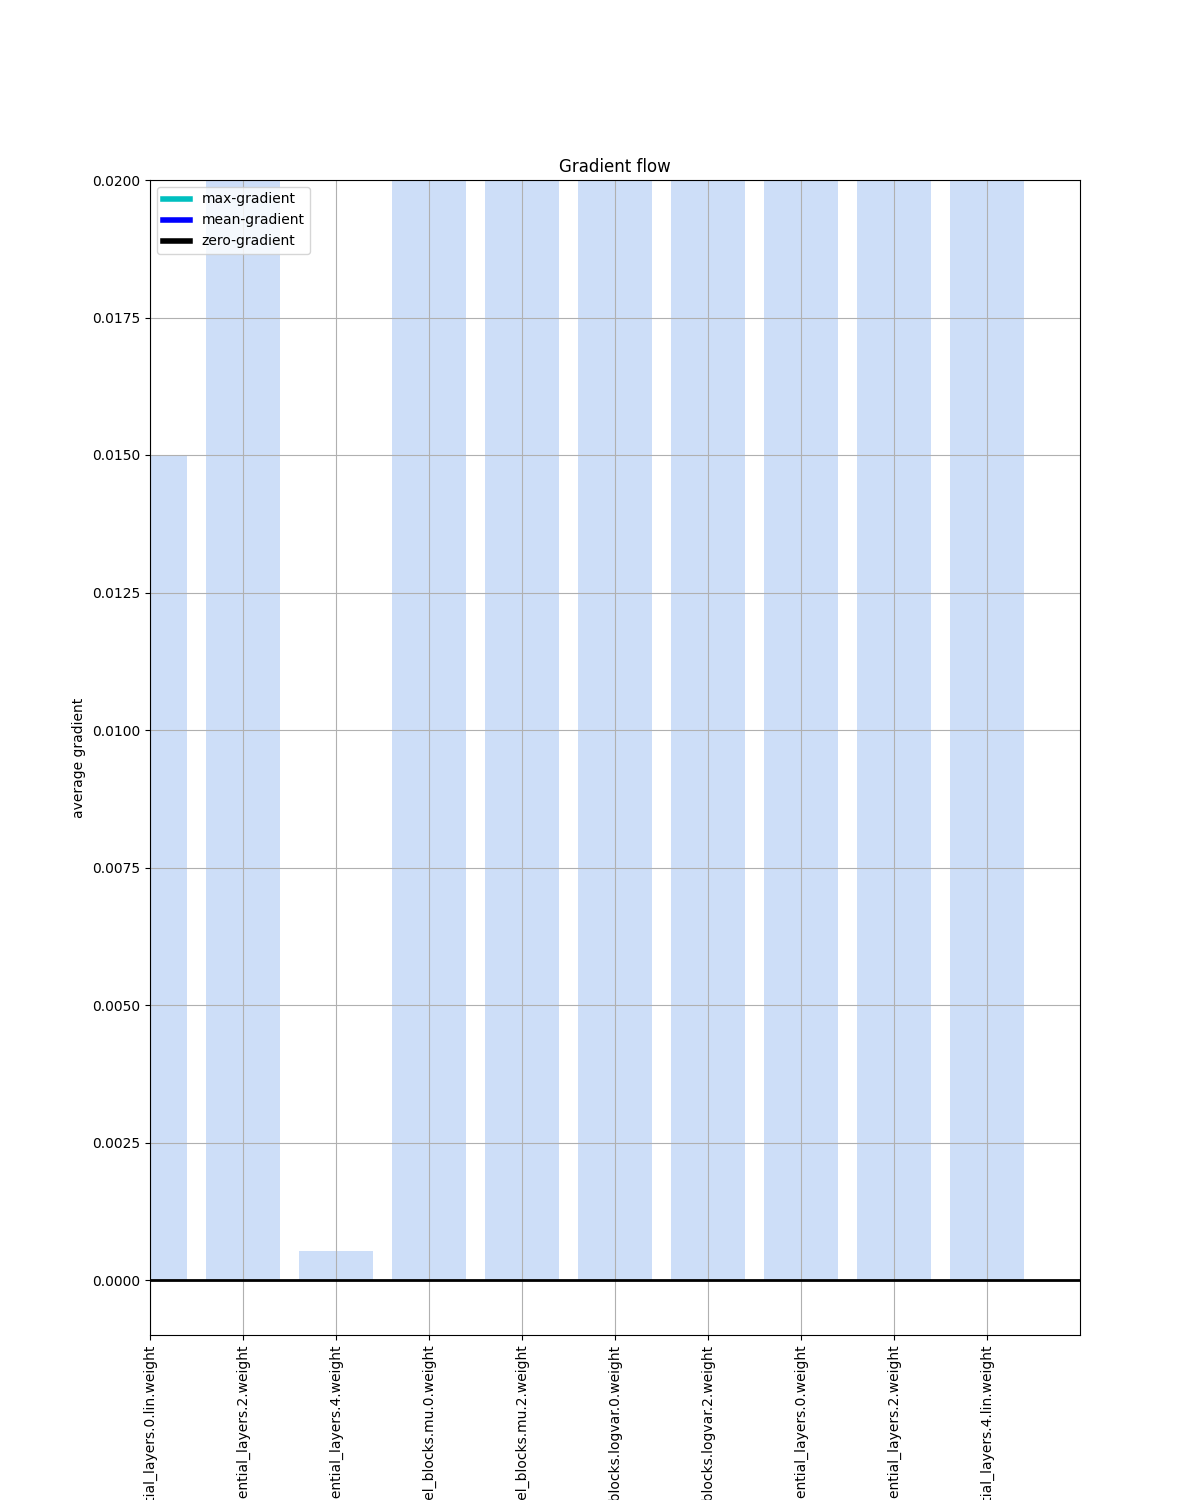 Gradient flow
max-gradient
mean-gradient
zero-gradient
0.0200
0.0175
0.0150
0.0125
0.0100
0.0075
0.0050
0.0025
0.0000
average gradient
tial_layers.0.lin.weight
ential_layers.2.weight
ential_layers.4.weight
el_blocks.mu.0.weight
el_blocks.mu.2.weight
blocks.logvar.0.weight
blocks.logvar.2.weight
ential_layers.0.weight
ential_layers.2.weight
tial_layers.4.lin.weight